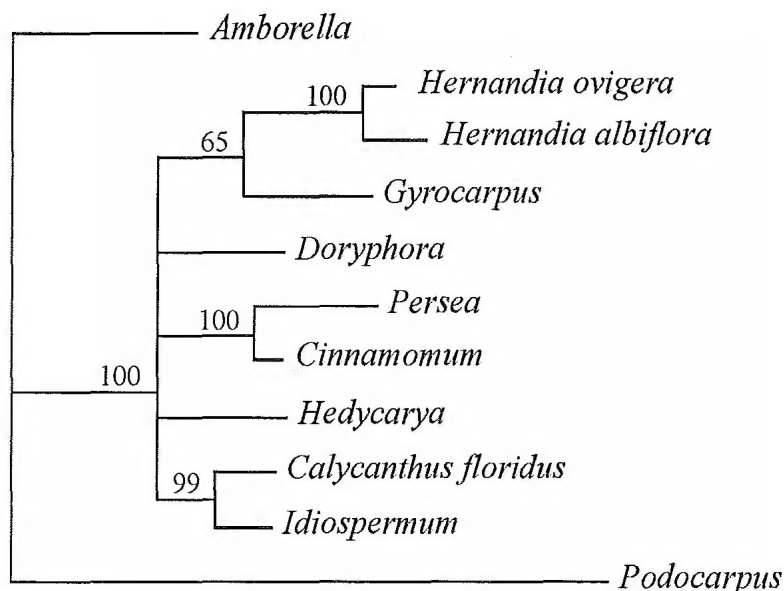 Amborella
Hernandia ovigera
100
Hernandia albiflora
65
Gyrocarpus
Doryphora
Persea
100
Cinnamomum
100
Hedycarya
Calycanthus floridus
99
Idiospermum
Podocarpus